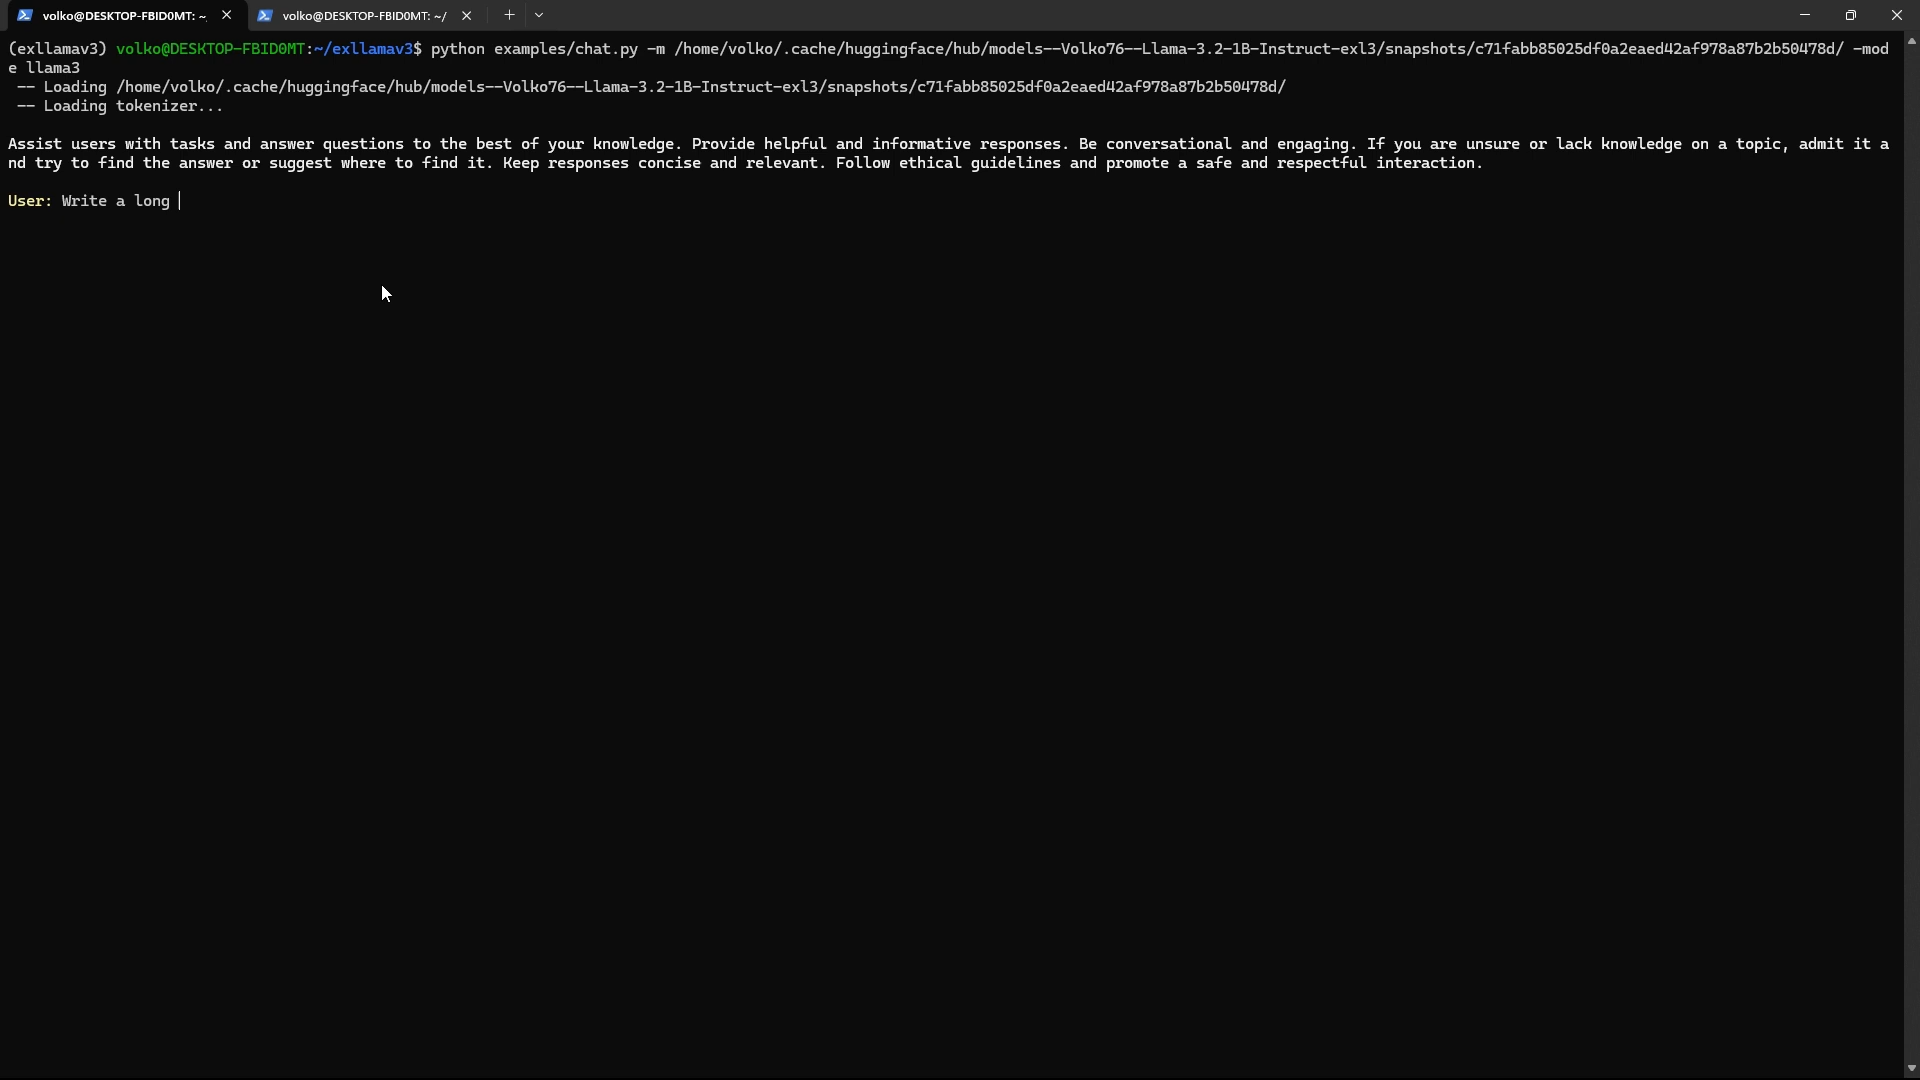 volko@DESKTOP-FBID0MT: ~
volko@DESKTOP-FBID0MT: ~/
(exllamav3) volko@DESKTOP-FBID0MT:~/exllamav3$ python examples/chat.py -m /home/volko/.cache/huggingface/hub/models--Volko76--Llama-3.2-1B-Instruct-exl3/snapshots/c71fabb85025df0a2eaed42af978a87b2b50478d/ -mod
e llama3
-- Loading /home/volko/.cache/huggingface/hub/models--Volko76--Llama-3.2-1B-Instruct-exl3/snapshots/c71fabb85025df0a2eaed42af978a87b2b50478d/
-- Loading tokenizer...
Assist users with tasks and answer questions to the best of your knowledge. Provide helpful and informative responses. Be conversational and engaging. If you are unsure or lack knowledge on a topic, admit it a
nd try to find the answer or suggest where to find it. Keep responses concise and relevant. Follow ethical guidelines and promote a safe and respectful interaction.
User: Write a long